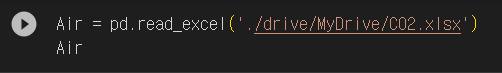 Air = pd.read_excel('./drive/MyDrive/CO2.xlsx')
Air